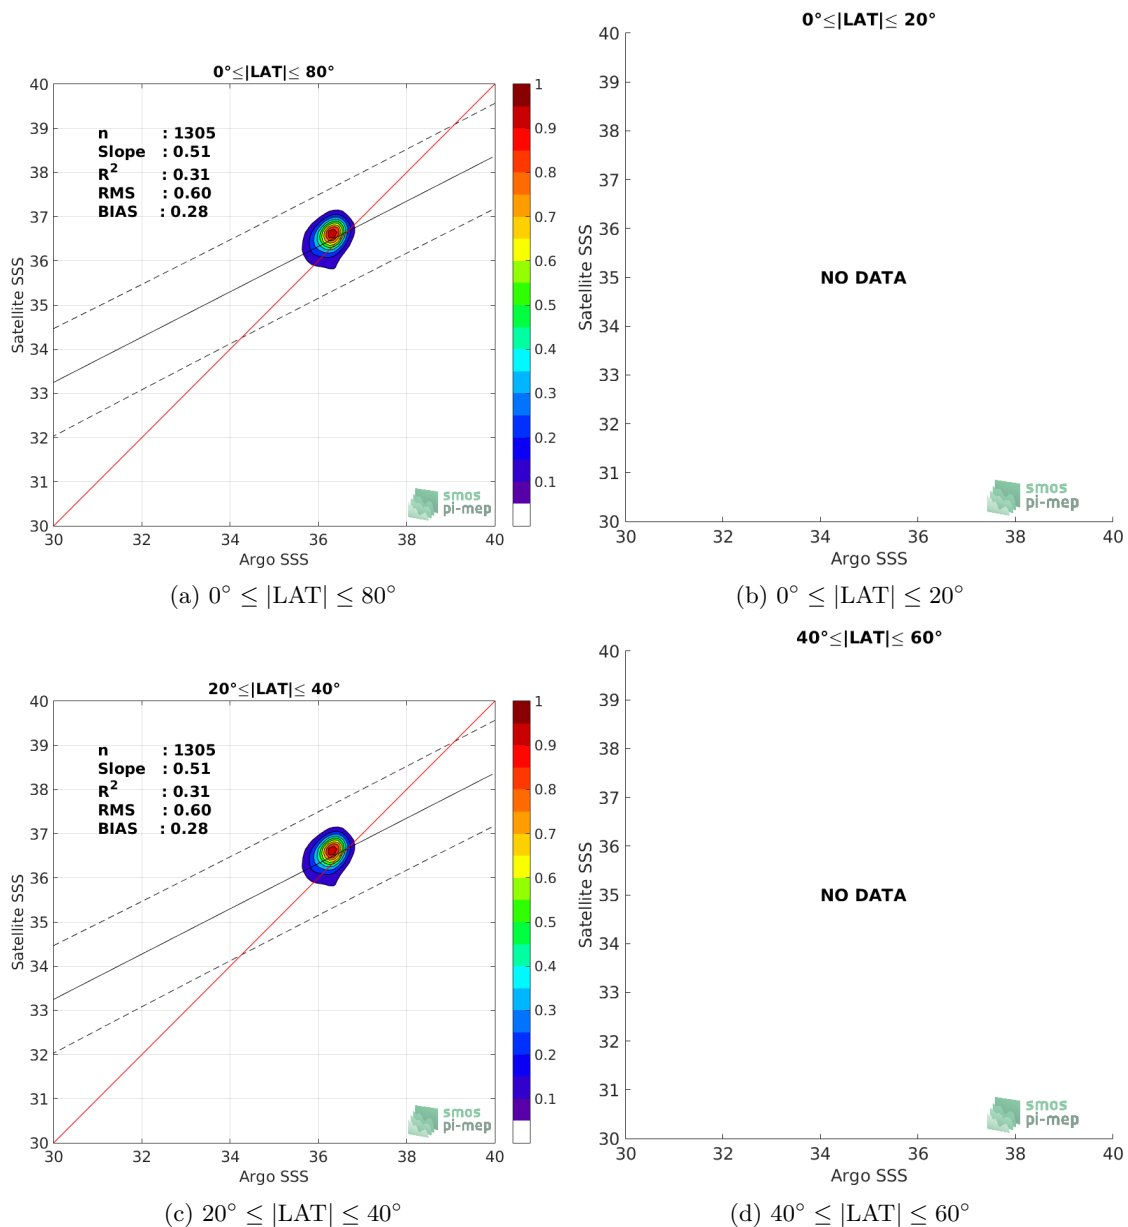 0°≤|LAT|≤ 80°
n : 1305
Slope : 0.51
R2 : 0.31
RMS : 0.60
BIAS : 0.28
40
39
38
37
36
35
34
33
32
31
30
Satellite SSS
30 32 34 36 38 40
Argo SSS
1
0.9
0.8
0.7
0.6
0.5
0.4
0.3
0.2
0.1
smos
pi-mep
(a) 0° ≤ |LAT| ≤ 80°
0°≤|LAT|≤ 20°
40
39
38
37
36
35
34
33
32
31
30
Satellite SSS
NO DATA
30 32 34 36 38 40
Argo SSS
smos
pi-mep
(b) 0° ≤ |LAT| ≤ 20°
20°≤|LAT|≤ 40°
n : 1305
Slope : 0.51
R2 : 0.31
RMS : 0.60
BIAS : 0.28
40
39
38
37
36
35
34
33
32
31
30
Satellite SSS
30 32 34 36 38 40
Argo SSS
1
0.9
0.8
0.7
0.6
0.5
0.4
0.3
0.2
0.1
smos
pi-mep
(c) 20° ≤ |LAT| ≤ 40°
40°≤|LAT|≤ 60°
40
39
38
37
36
35
34
33
32
31
30
Satellite SSS
NO DATA
30 32 34 36 38 40
Argo SSS
smos
pi-mep
(d) 40° ≤ |LAT| ≤ 60°